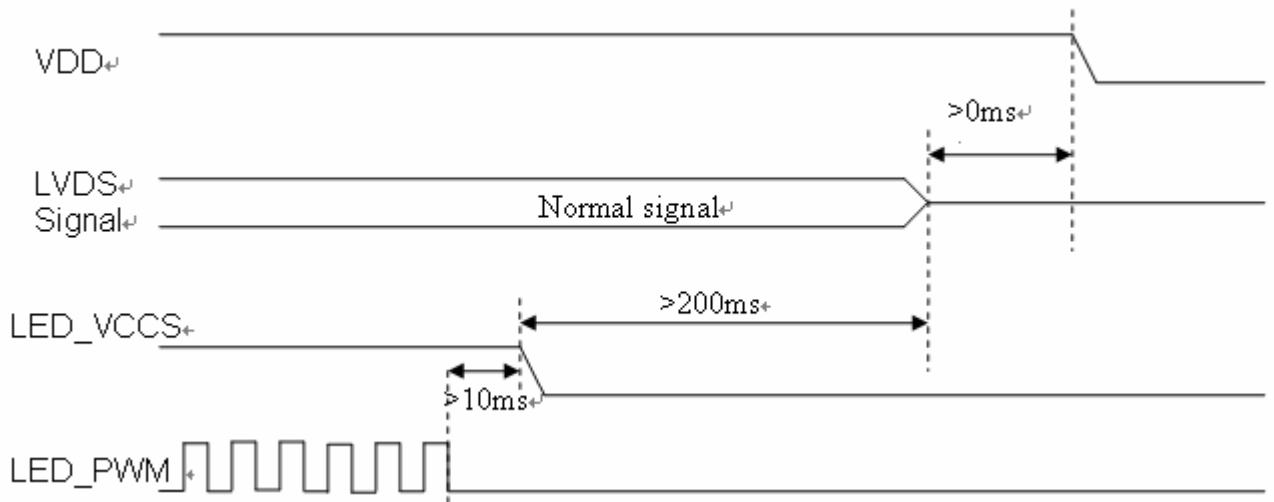 VDD↵
>0ms↵
LVDS↵
Signal↵
Normal signal↵
>200ms↵
LED_VCCS↵
>10ms↵
LED_PWM ↵